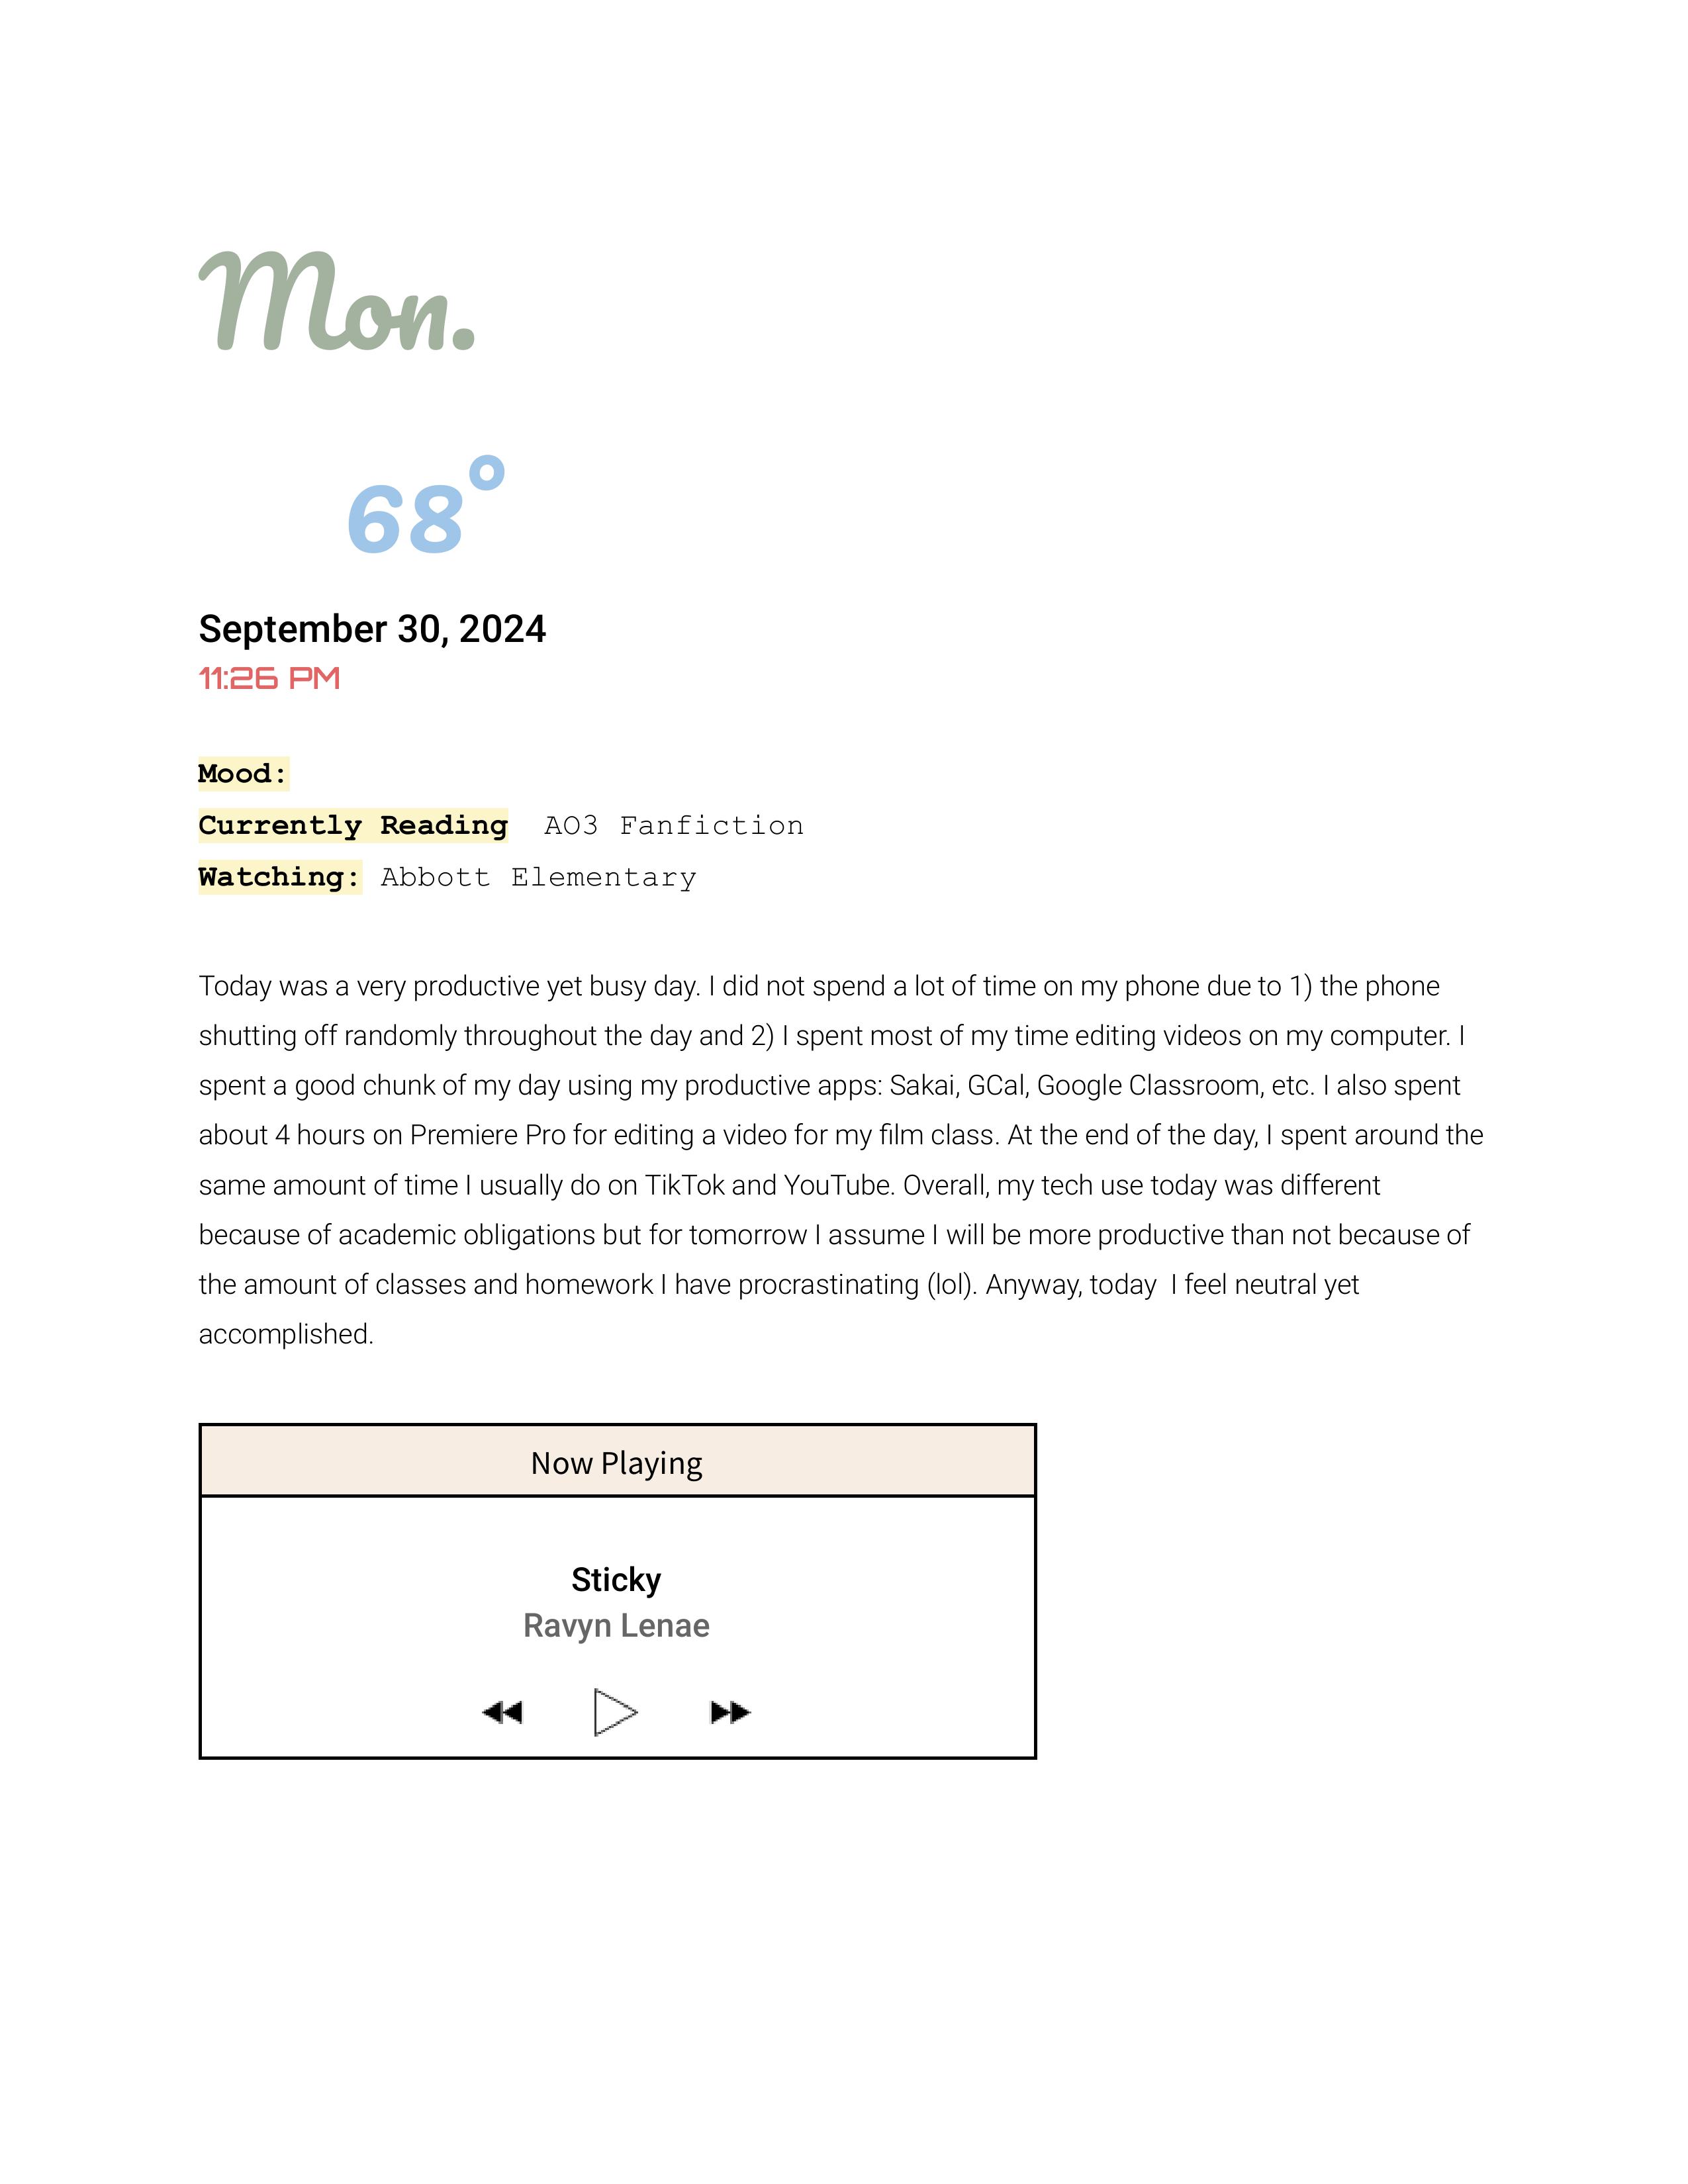 Mon.
68°
September 30, 2024
11:26 PM
Mood:
Currently Reading  AO3 Fanfiction
Watching: Abbott Elementary
Today was a very productive yet busy day. I did not spend a lot of time on my phone due to 1) the phone
shutting off randomly throughout the day and 2) I spent most of my time editing videos on my computer. I
spent a good chunk of my day using my productive apps: Sakai, GCal, Google Classroom, etc. I also spent
about 4 hours on Premiere Pro for editing a video for my film class. At the end of the day, I spent around the
same amount of time I usually do on TikTok and YouTube. Overall, my tech use today was different
because of academic obligations but for tomorrow I assume I will be more productive than not because of
the amount of classes and homework I have procrastinating (lol). Anyway, today  I feel neutral yet
accomplished.
Now Playing
Sticky
Ravyn Lenae